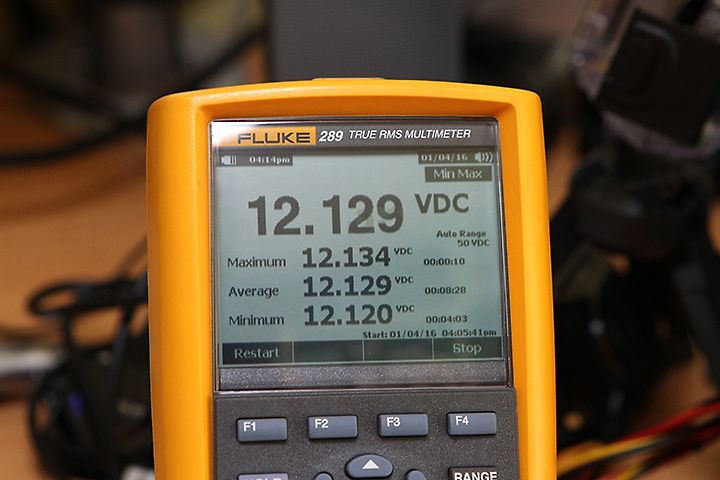 FLUKE 289 TRUE RMS MULTIMETER
04:14pm 01/04/16
Min Max
12.129 VDC
Auto Range
50 VDC
Maximum 12.134 VDC 00:00:10
Average 12.129 VDC 00:08:28
Minimum 12.120 VDC 00:04:03
Start: 01/04/16 04:05:41pm
Restart Stop
F1 F2 F3 F4
HOLD RANGE